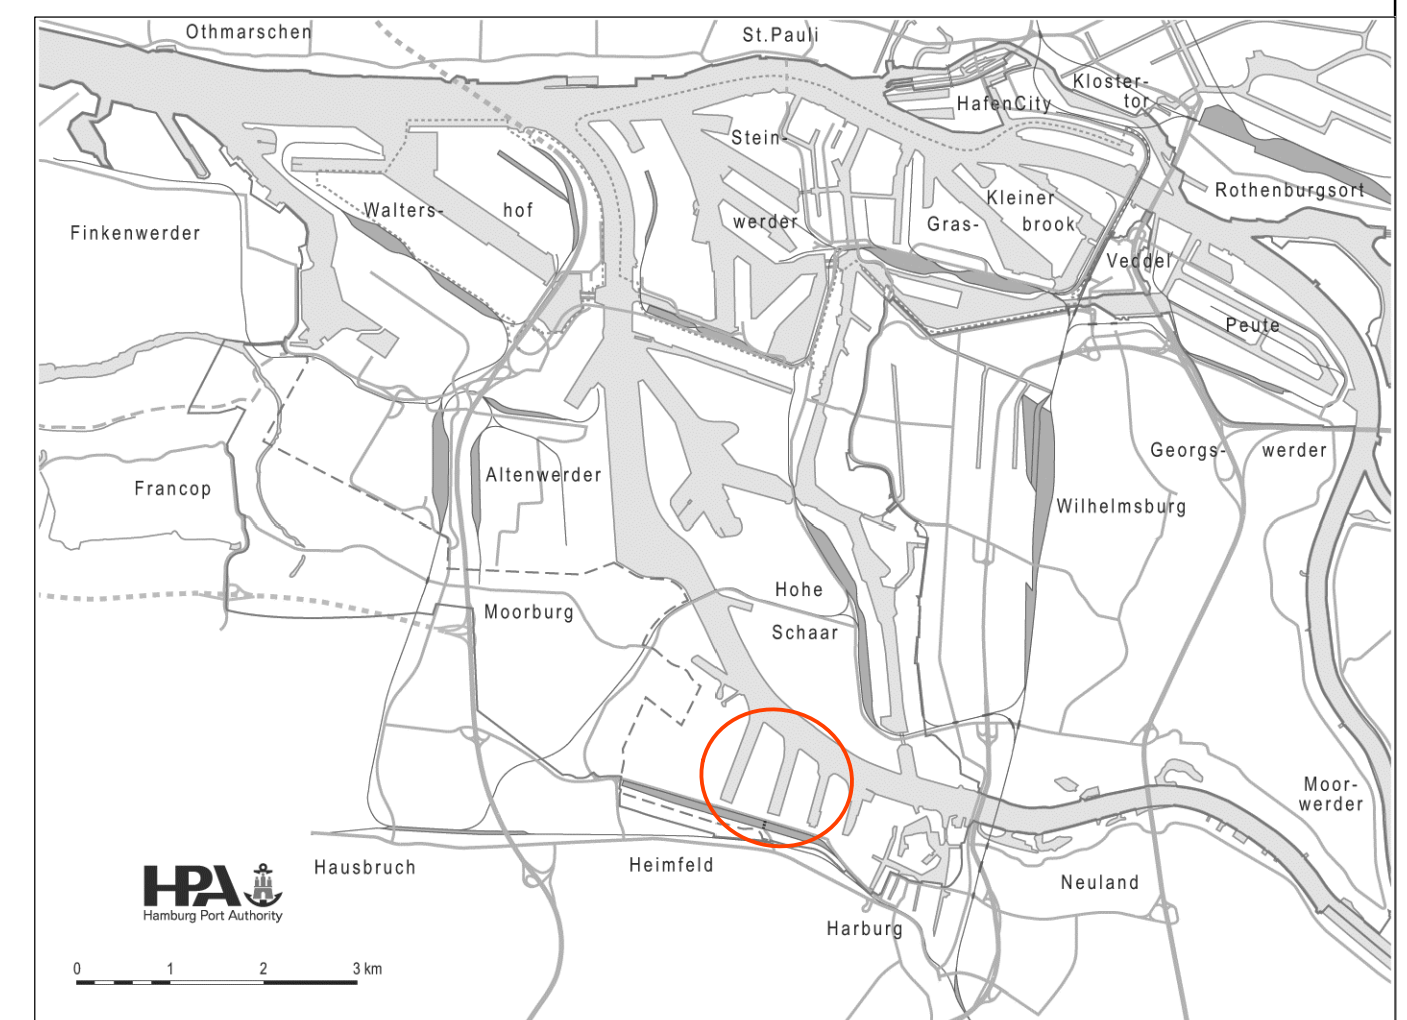 Othmarschen
St.Pauli
Kloster-
tor
HafenCity
Stein-
werder
Rothenburgsort
Kleiner
brook
Gras-
Walters-
hof
Finkenwerder
Veddel
Peute
Georgs-
werder
Altenwerder
Francop
Wilhelmsburg
Hohe
Schaar
Moorburg
Moor-
werder
Hausbruch
Heimfeld
Neuland
HPA
Hamburg Port Authority
Harburg
0 1 2 3 km